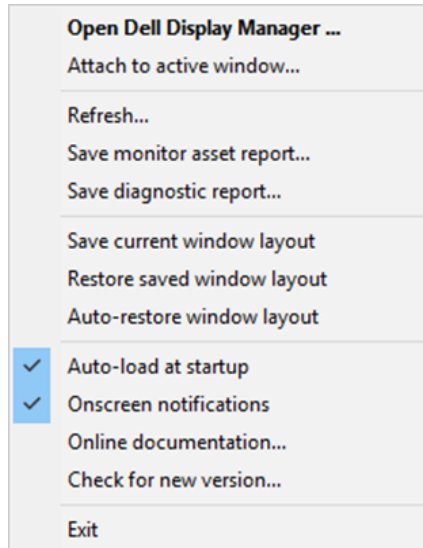 Open Dell Display Manager ...
Attach to active window...
Refresh...
Save monitor asset report...
Save diagnostic report...
Save current window layout
Restore saved window layout
Auto-restore window layout
Auto-load at startup
Onscreen notifications
Online documentation...
Check for new version...
Exit